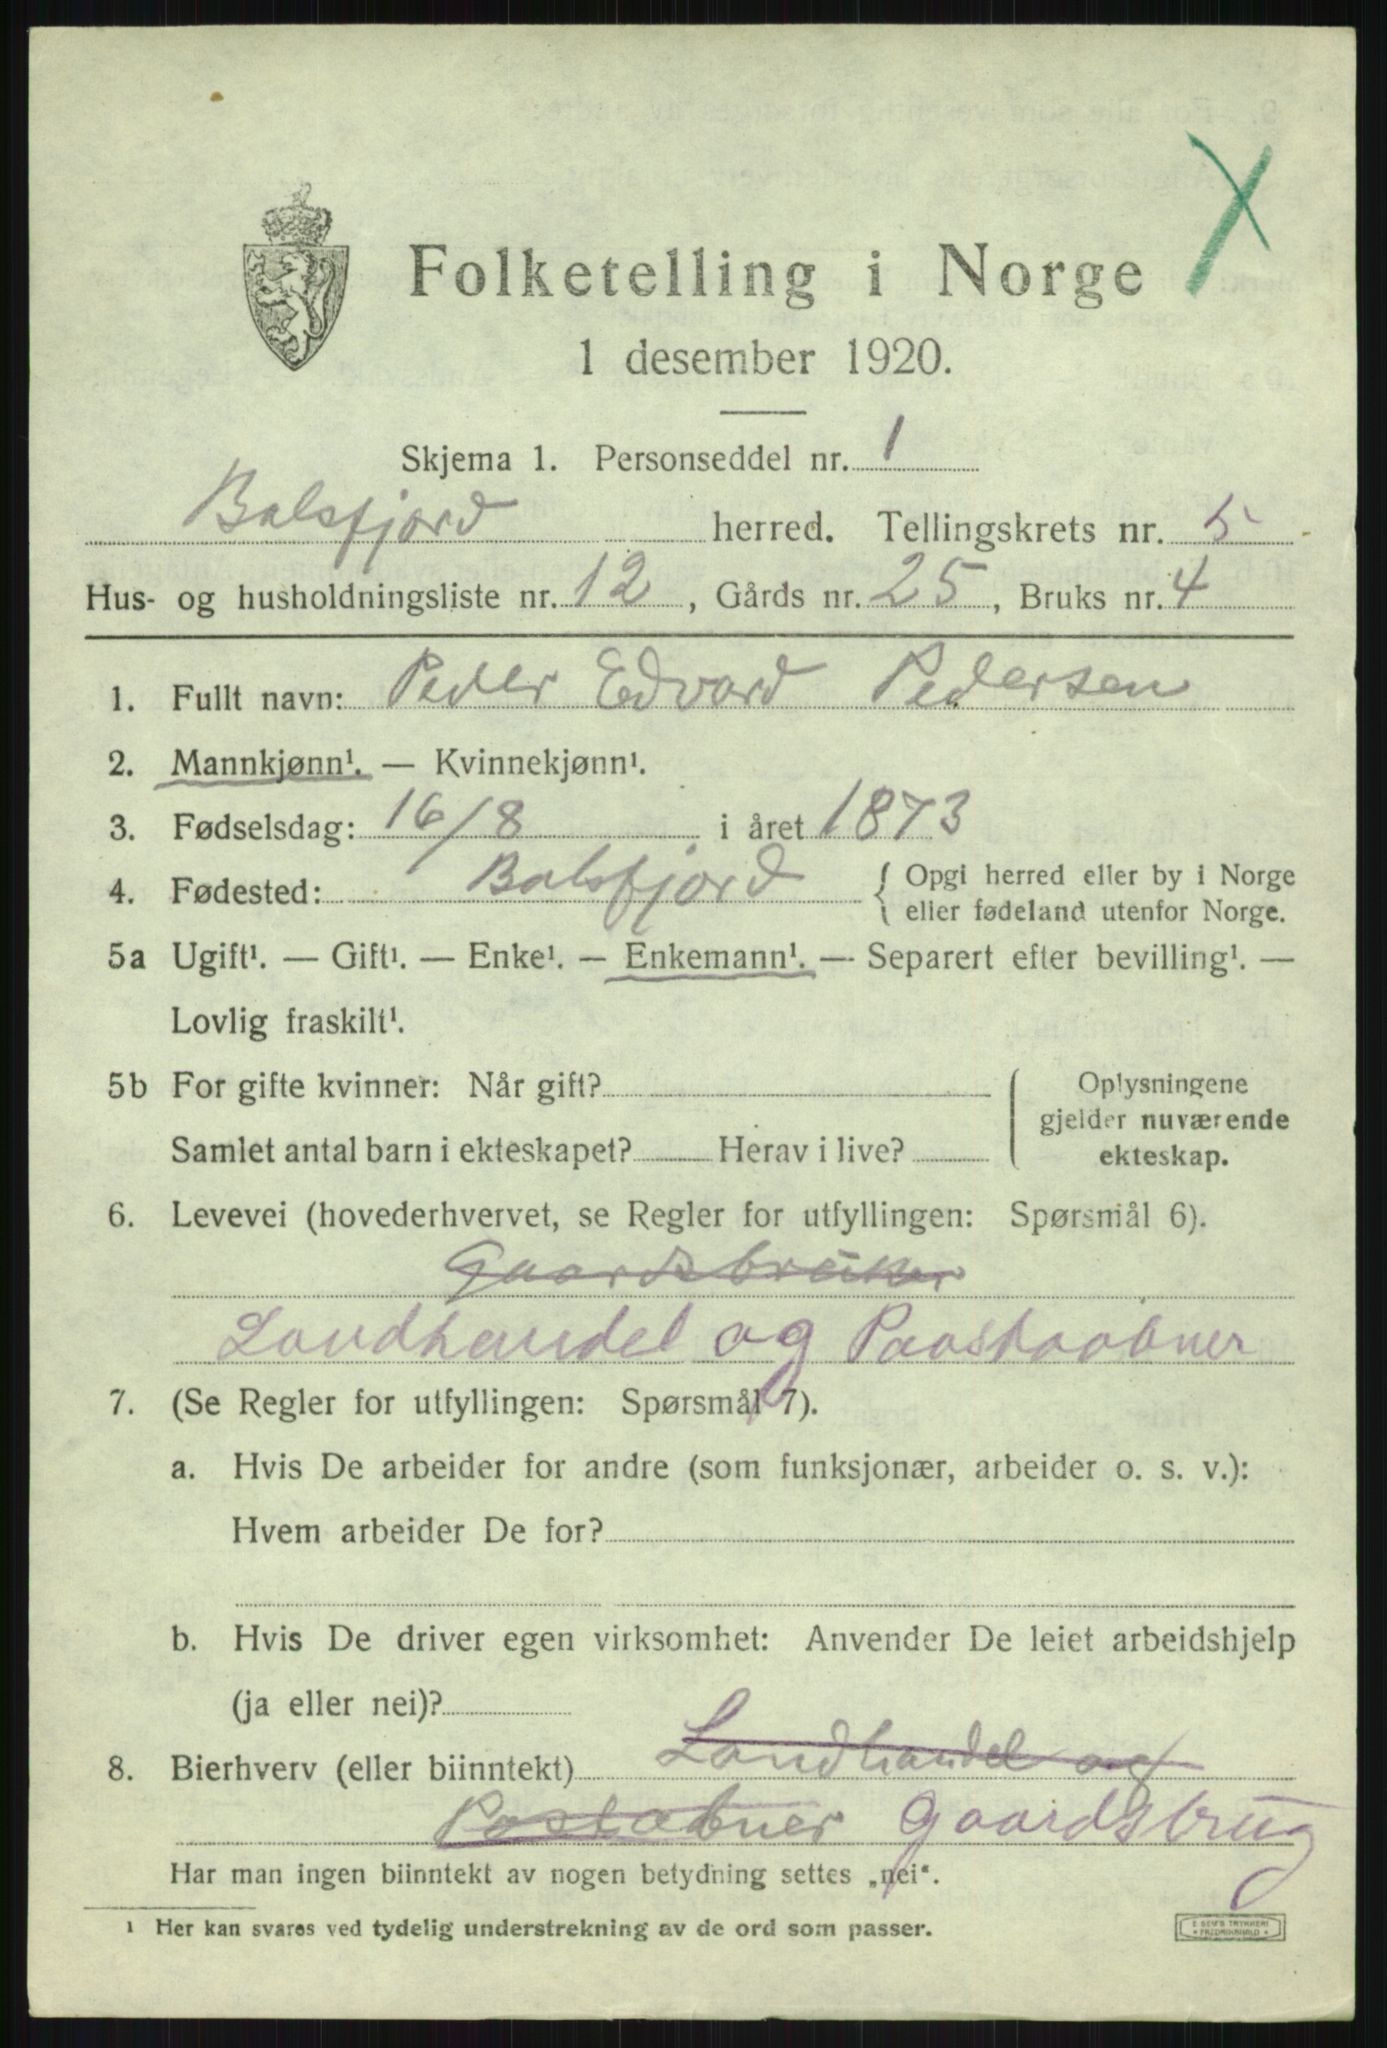 Folketelling i Norge
1 desember 1920.
Skjema 1. Personseddel nr. 1
Balsfjord herred. Tellingskrets nr. 5
Hus- og husholdningsliste nr. 12, Gårds nr. 25, Bruks nr. 4
1. Fullt navn: Peder Edvard Pedersen
2. Mannkjønn¹. — Kvinnekjønn¹.
3. Fødselsdag: 16/8 i året 1873
4. Fødested: Balsfjord { Opgi herred eller by i Norge
eller fødeland utenfor Norge.
5a Ugift¹. — Gift¹. — Enke¹. — Enkemann¹. — Separert efter bevilling¹. —
Lovlig fraskilt¹.
5b For gifte kvinner: Når gift? Oplysningene
gjelder nuværende
Samlet antal barn i ekteskapet? Herav i live? ekteskap.
6. Levevei (hovederhvervet, se Regler for utfyllingen: Spørsmål 6).
Gaardsbruker
Landhandel og Paastaabner
7. (Se Regler for utfyllingen: Spørsmål 7).
a. Hvis De arbeider for andre (som funksjonær, arbeider o. s. v.):
Hvem arbeider De for?
b. Hvis De driver egen virksomhet: Anvender De leiet arbeidshjelp
(ja eller nei)?
8. Bierhverv (eller biinntekt) Landhandel og
Postabner Gaardsbrug
Har man ingen biinntekt av nogen betydning settes „nei“.
¹ Her kan svares ved tydelig understrekning av de ord som passer.
E SEM'S TRYKKERI
FREDRIKSHALD